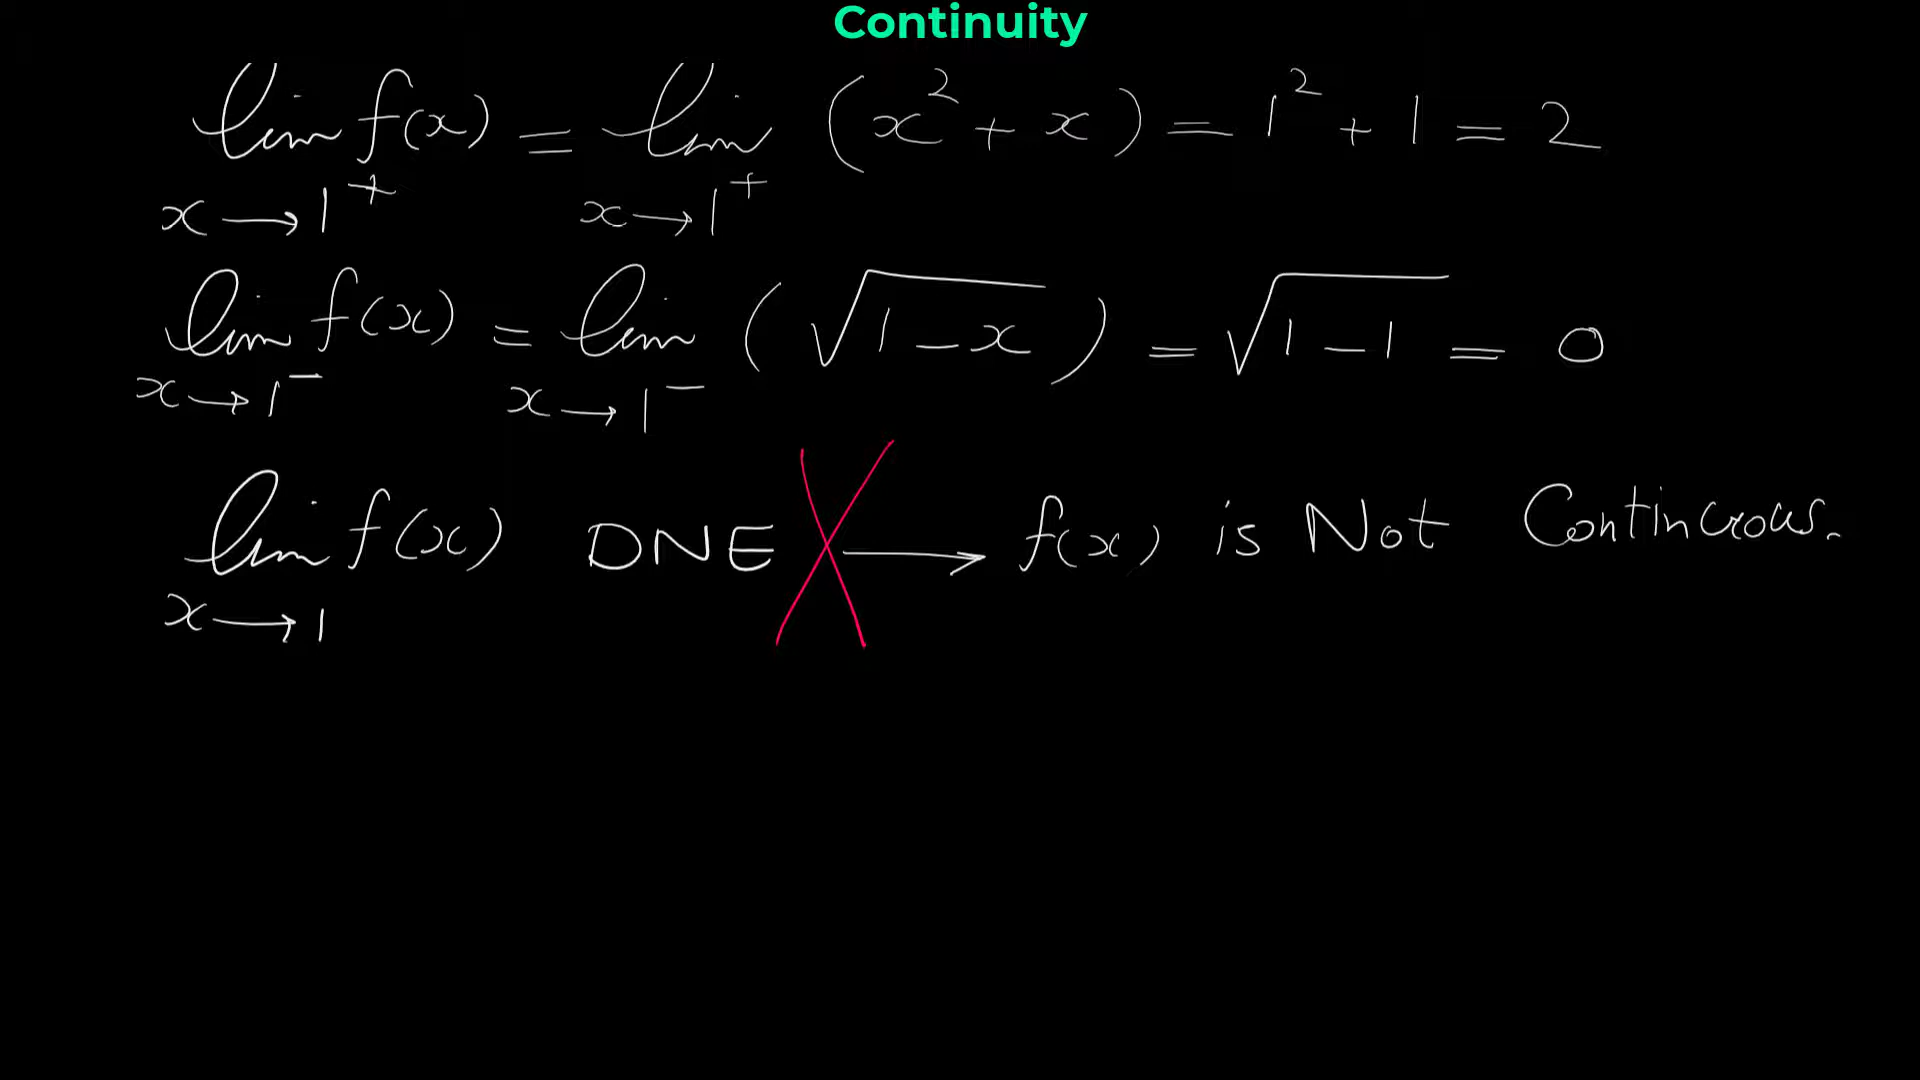 Continuity
lim f(x) = lim (x² + x) = 1² + 1 = 2
x → 1⁺ x → 1⁺
lim f(x) = lim (√(1 − x)) = √(1 − 1) = 0
x → 1⁻ x → 1⁻
lim f(x) DNE ⟶ f(x) is Not Continuous.
x → 1